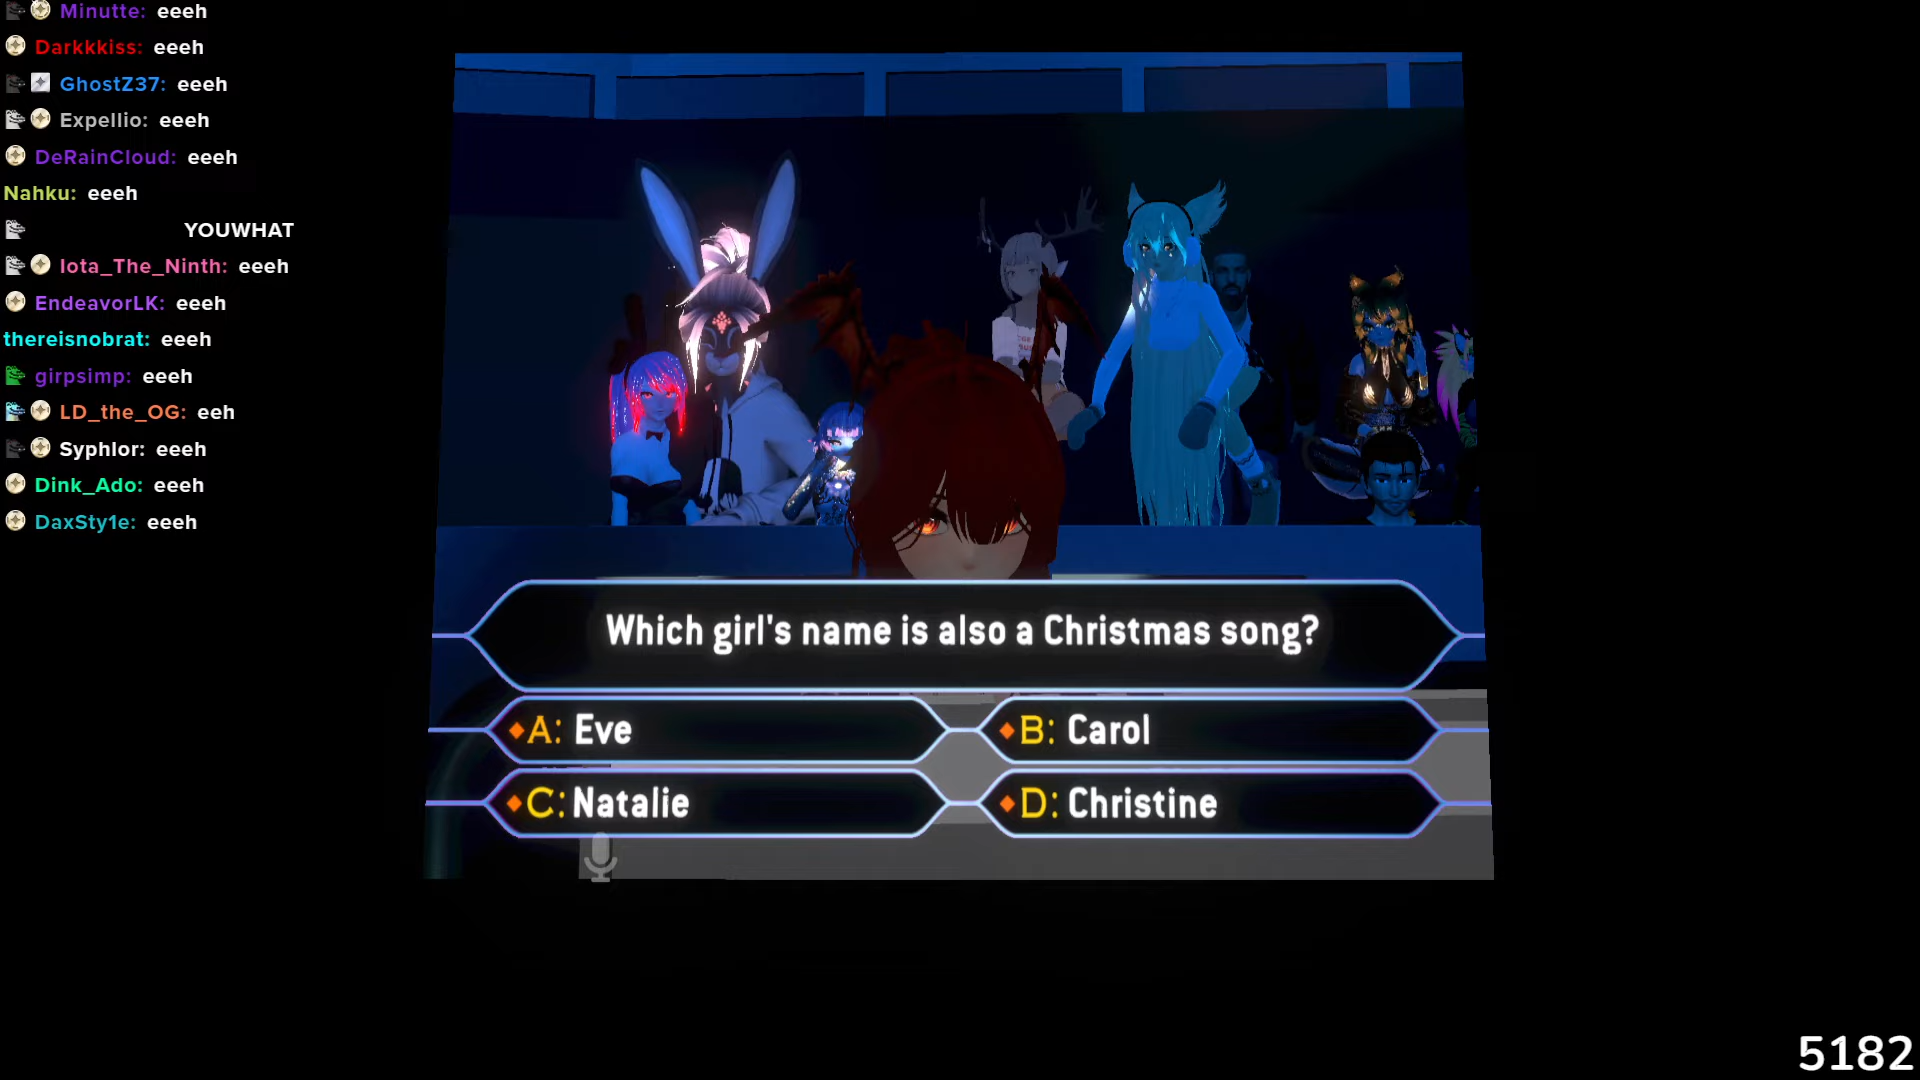 Minutte: eeeh
Darkkkiss: eeeh
GhostZ37: eeeh
Expellio: eeeh
DeRainCloud: eeeh
Nahku: eeeh
YOUWHAT
Iota_The_Ninth: eeeh
EndeavorLK: eeeh
thereisnobrat: eeeh
girpsimp: eeeh
LD_the_OG: eeh
Syphlor: eeeh
Dink_Ado: eeeh
DaxSty1e: eeeh
Which girl's name is also a Christmas song?
A: Eve
B: Carol
C: Natalie
D: Christine
5182